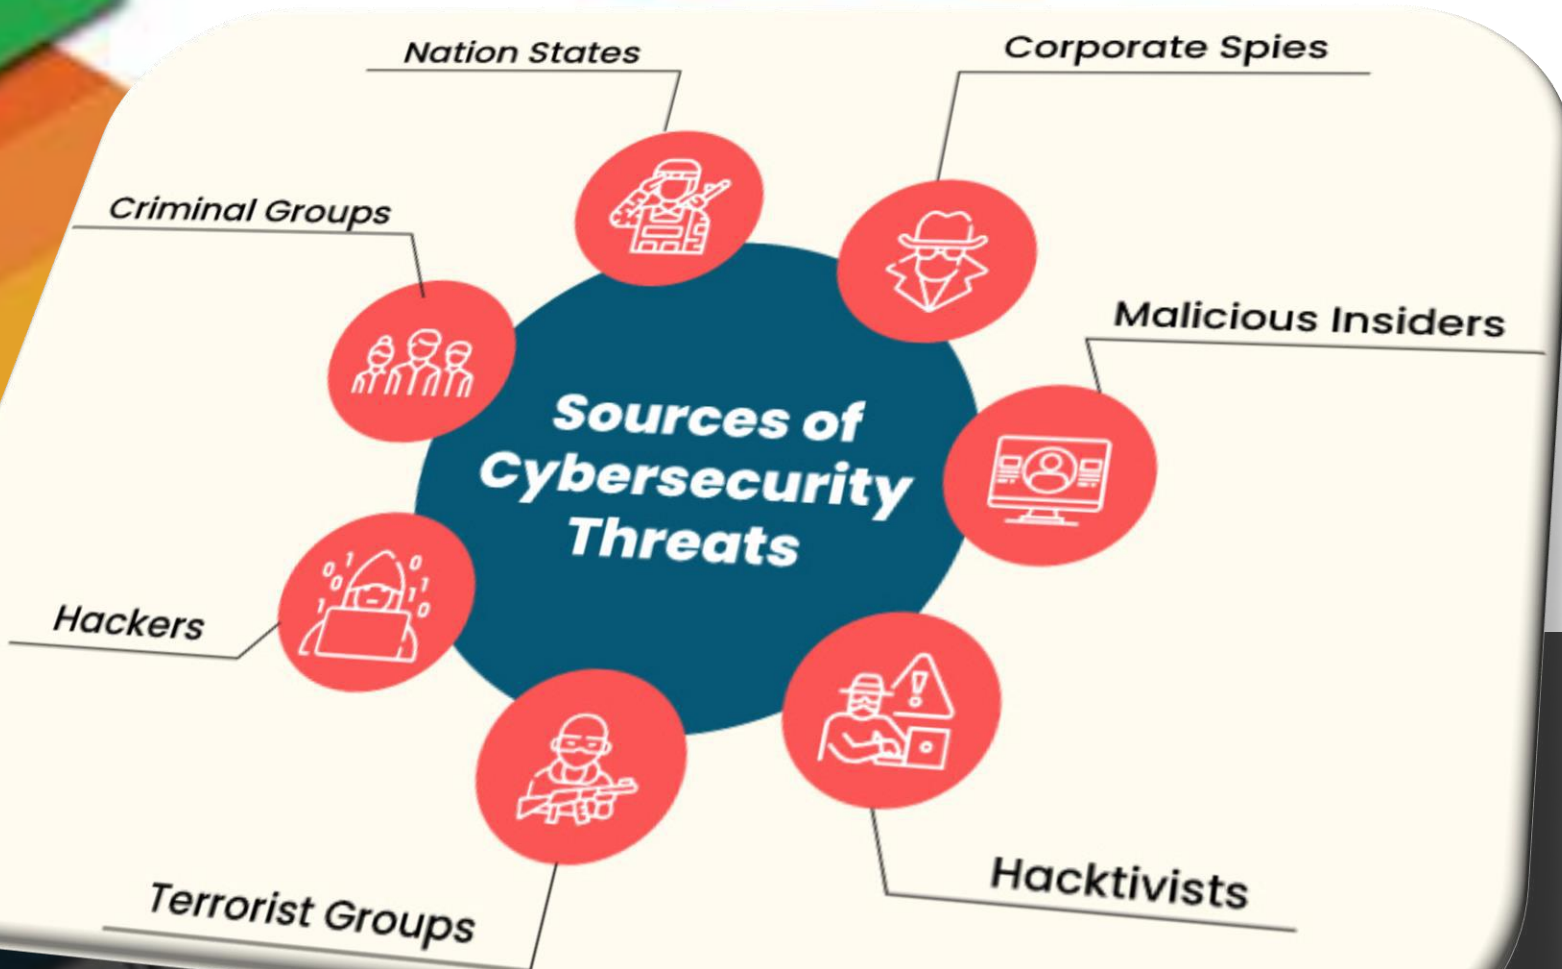 Nation States
Corporate Spies
Criminal Groups
Malicious Insiders
Sources of
Cybersecurity
Threats
Hackers
Hacktivists
Terrorist Groups